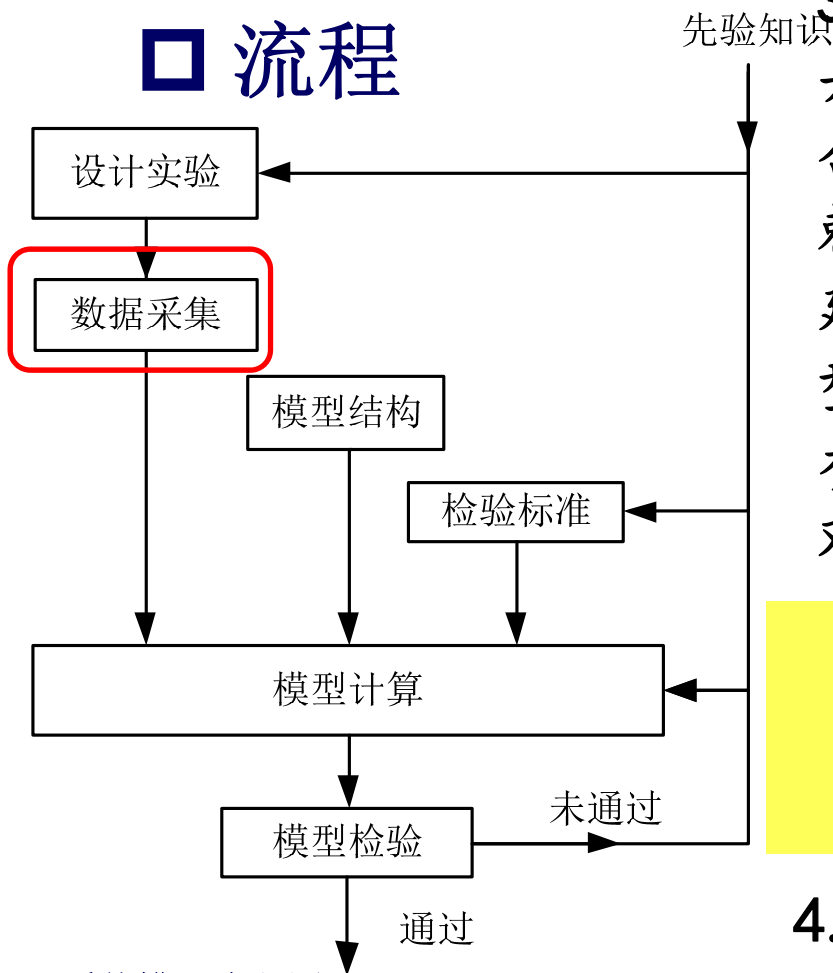 流程
先验知识
设计实验
数据采集
模型结构
检验标准
模型计算
未通过
模型检验
通过
4.